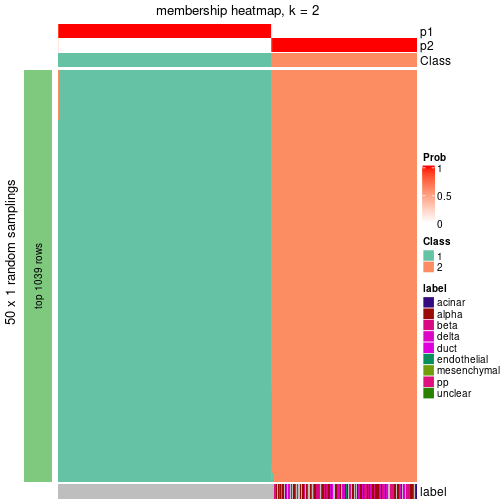 membership heatmap, k = 2
p1
p2
Class
50 x 1 random samplings
top 1039 rows
Prob
1
0.5
0
Class
1
2
label
acinar
alpha
beta
delta
duct
endothelial
mesenchymal
pp
unclear
label